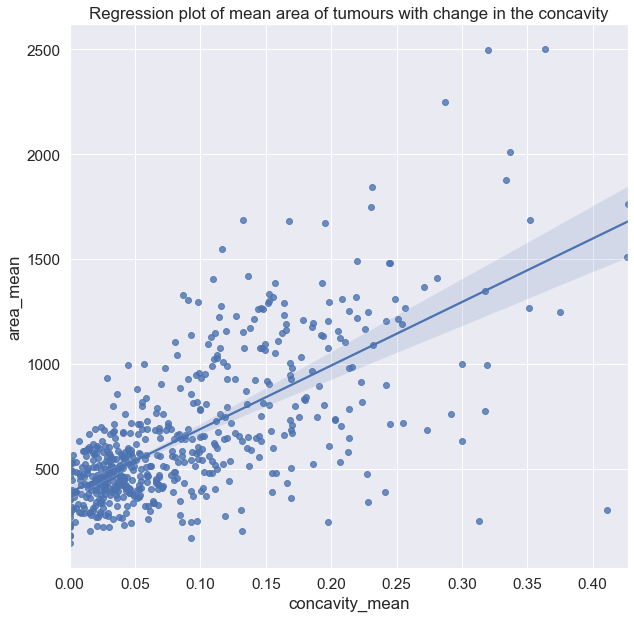 Regression plot of mean area of tumours with change in the concavity
2500
2000
1500
1000
500
area_mean
0.00 0.05 0.10 0.15 0.20 0.25 0.30 0.35 0.40
concavity_mean